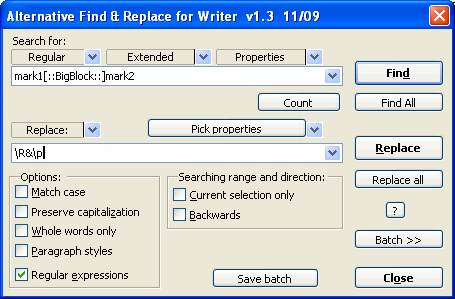 Alternative Find & Replace for Writer v1.3 11/09
Search for:
Regular Extended Properties
mark1[::BigBlock::]mark2
Find
Count Find All
Replace: Pick properties
\R&\p
Replace
Options: Searching range and direction:
Match case Current selection only Replace all
Preserve capitalization Backwards
Whole words only ?
Paragraph styles Batch >>
Regular expressions Save batch Close